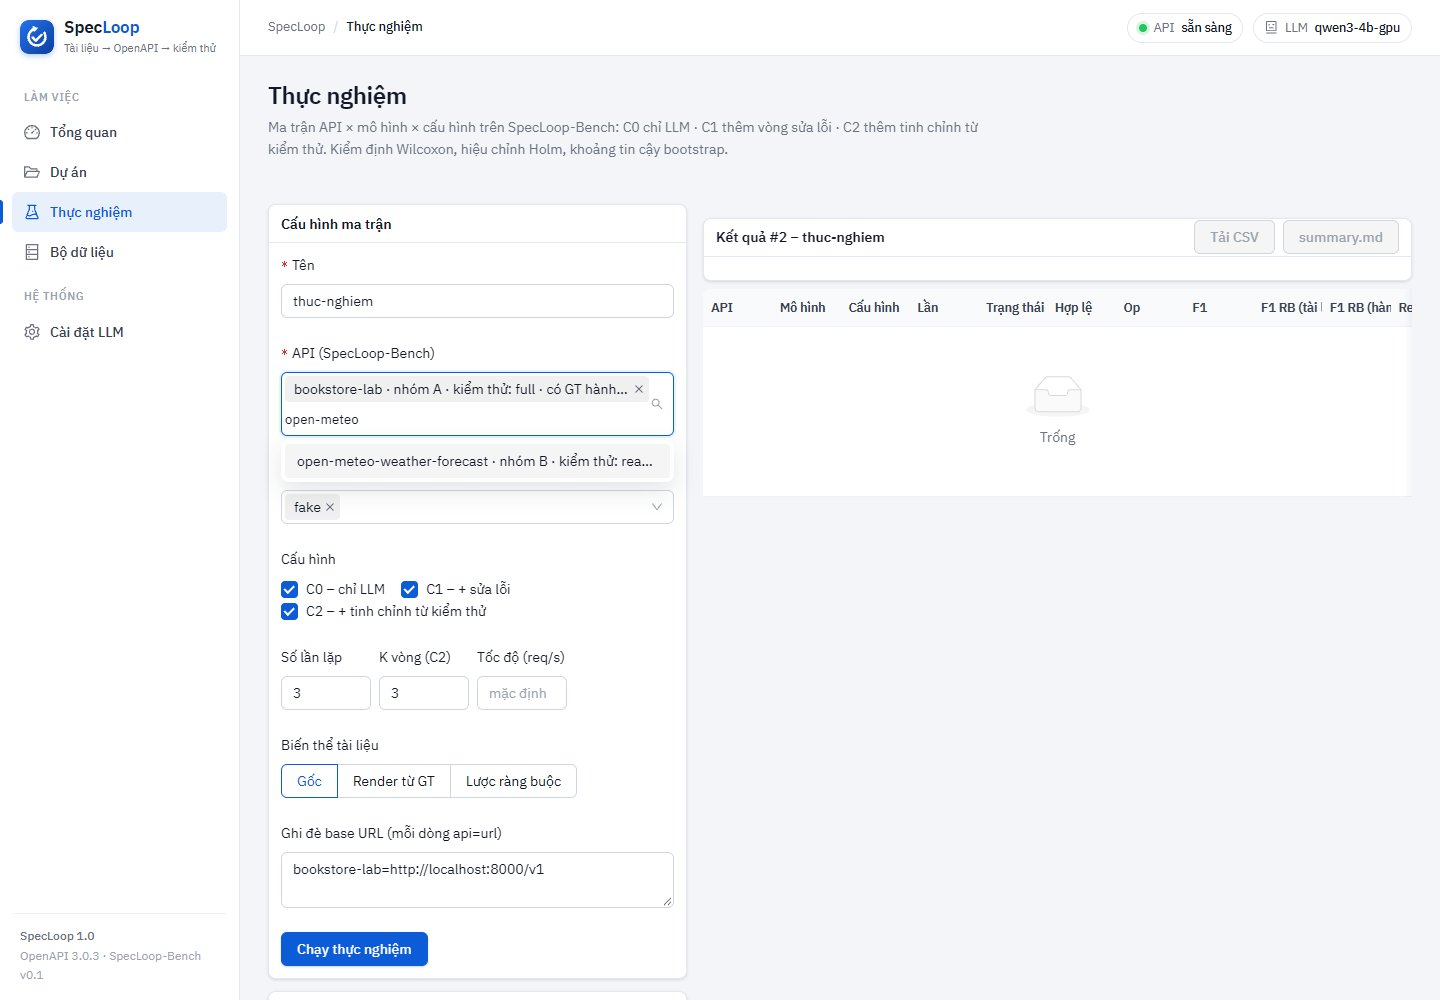 SpecLoop
Tài liệu → OpenAPI → kiểm thử
LÀM VIỆC
Tổng quan
Dự án
Thực nghiệm
Bộ dữ liệu
HỆ THỐNG
Cài đặt LLM
SpecLoop 1.0
OpenAPI 3.0.3 · SpecLoop-Bench
v0.1
SpecLoop / Thực nghiệm
API sẵn sàng
LLM qwen3-4b-gpu
Thực nghiệm
Ma trận API × mô hình × cấu hình trên SpecLoop-Bench: C0 chỉ LLM · C1 thêm vòng sửa lỗi · C2 thêm tinh chỉnh từ
kiểm thử. Kiểm định Wilcoxon, hiệu chỉnh Holm, khoảng tin cậy bootstrap.
Cấu hình ma trận
* Tên
thuc-nghiem
* API (SpecLoop-Bench)
bookstore-lab · nhóm A · kiểm thử: full · có GT hành...
open-meteo
open-meteo-weather-forecast · nhóm B · kiểm thử: rea...
fake
Cấu hình
C0 – chỉ LLM C1 – + sửa lỗi
C2 – + tinh chỉnh từ kiểm thử
Số lần lặp K vòng (C2) Tốc độ (req/s)
3 3 mặc định
Biến thể tài liệu
Gốc Render từ GT Lược ràng buộc
Ghi đè base URL (mỗi dòng api=url)
bookstore-lab=http://localhost:8000/v1
Chạy thực nghiệm
Kết quả #2 – thuc-nghiem
Tải CSV summary.md
API Mô hình Cấu hình Lần Trạng thái Hợp lệ Op F1 F1 RB (tài F1 RB (hàn Re
Trống